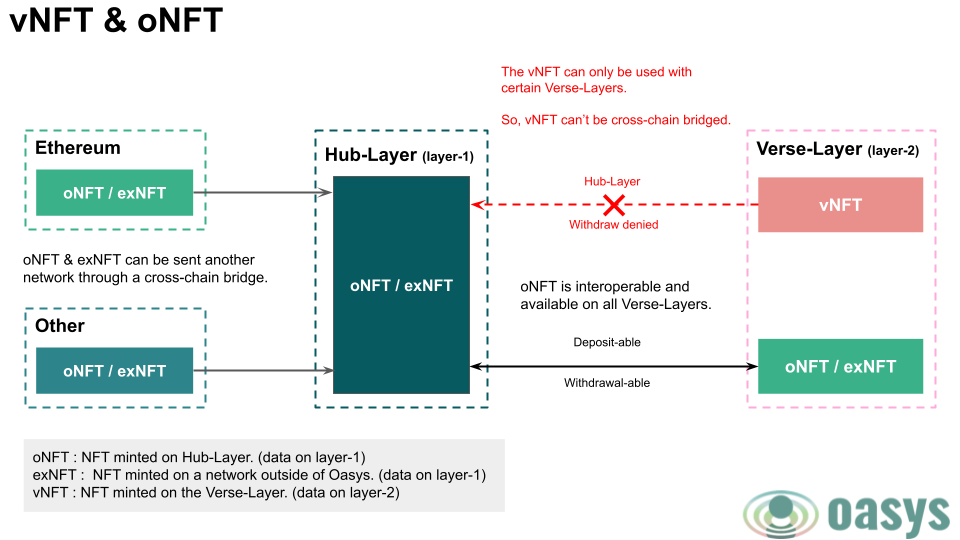 vNFT & oNFT
The vNFT can only be used with
certain Verse-Layers.
So, vNFT can't be cross-chain bridged.
Ethereum
oNFT / exNFT
oNFT & exNFT can be sent another
network through a cross-chain bridge.
Other
oNFT / exNFT
Hub-Layer (layer-1)
oNFT / exNFT
Hub-Layer
Withdraw denied
oNFT is interoperable and
available on all Verse-Layers.
Deposit-able
Withdrawal-able
Verse-Layer (layer-2)
vNFT
oNFT / exNFT
oNFT : NFT minted on Hub-Layer. (data on layer-1)
exNFT :  NFT minted on a network outside of Oasys. (data on layer-1)
vNFT : NFT minted on the Verse-Layer. (data on layer-2)
oasys